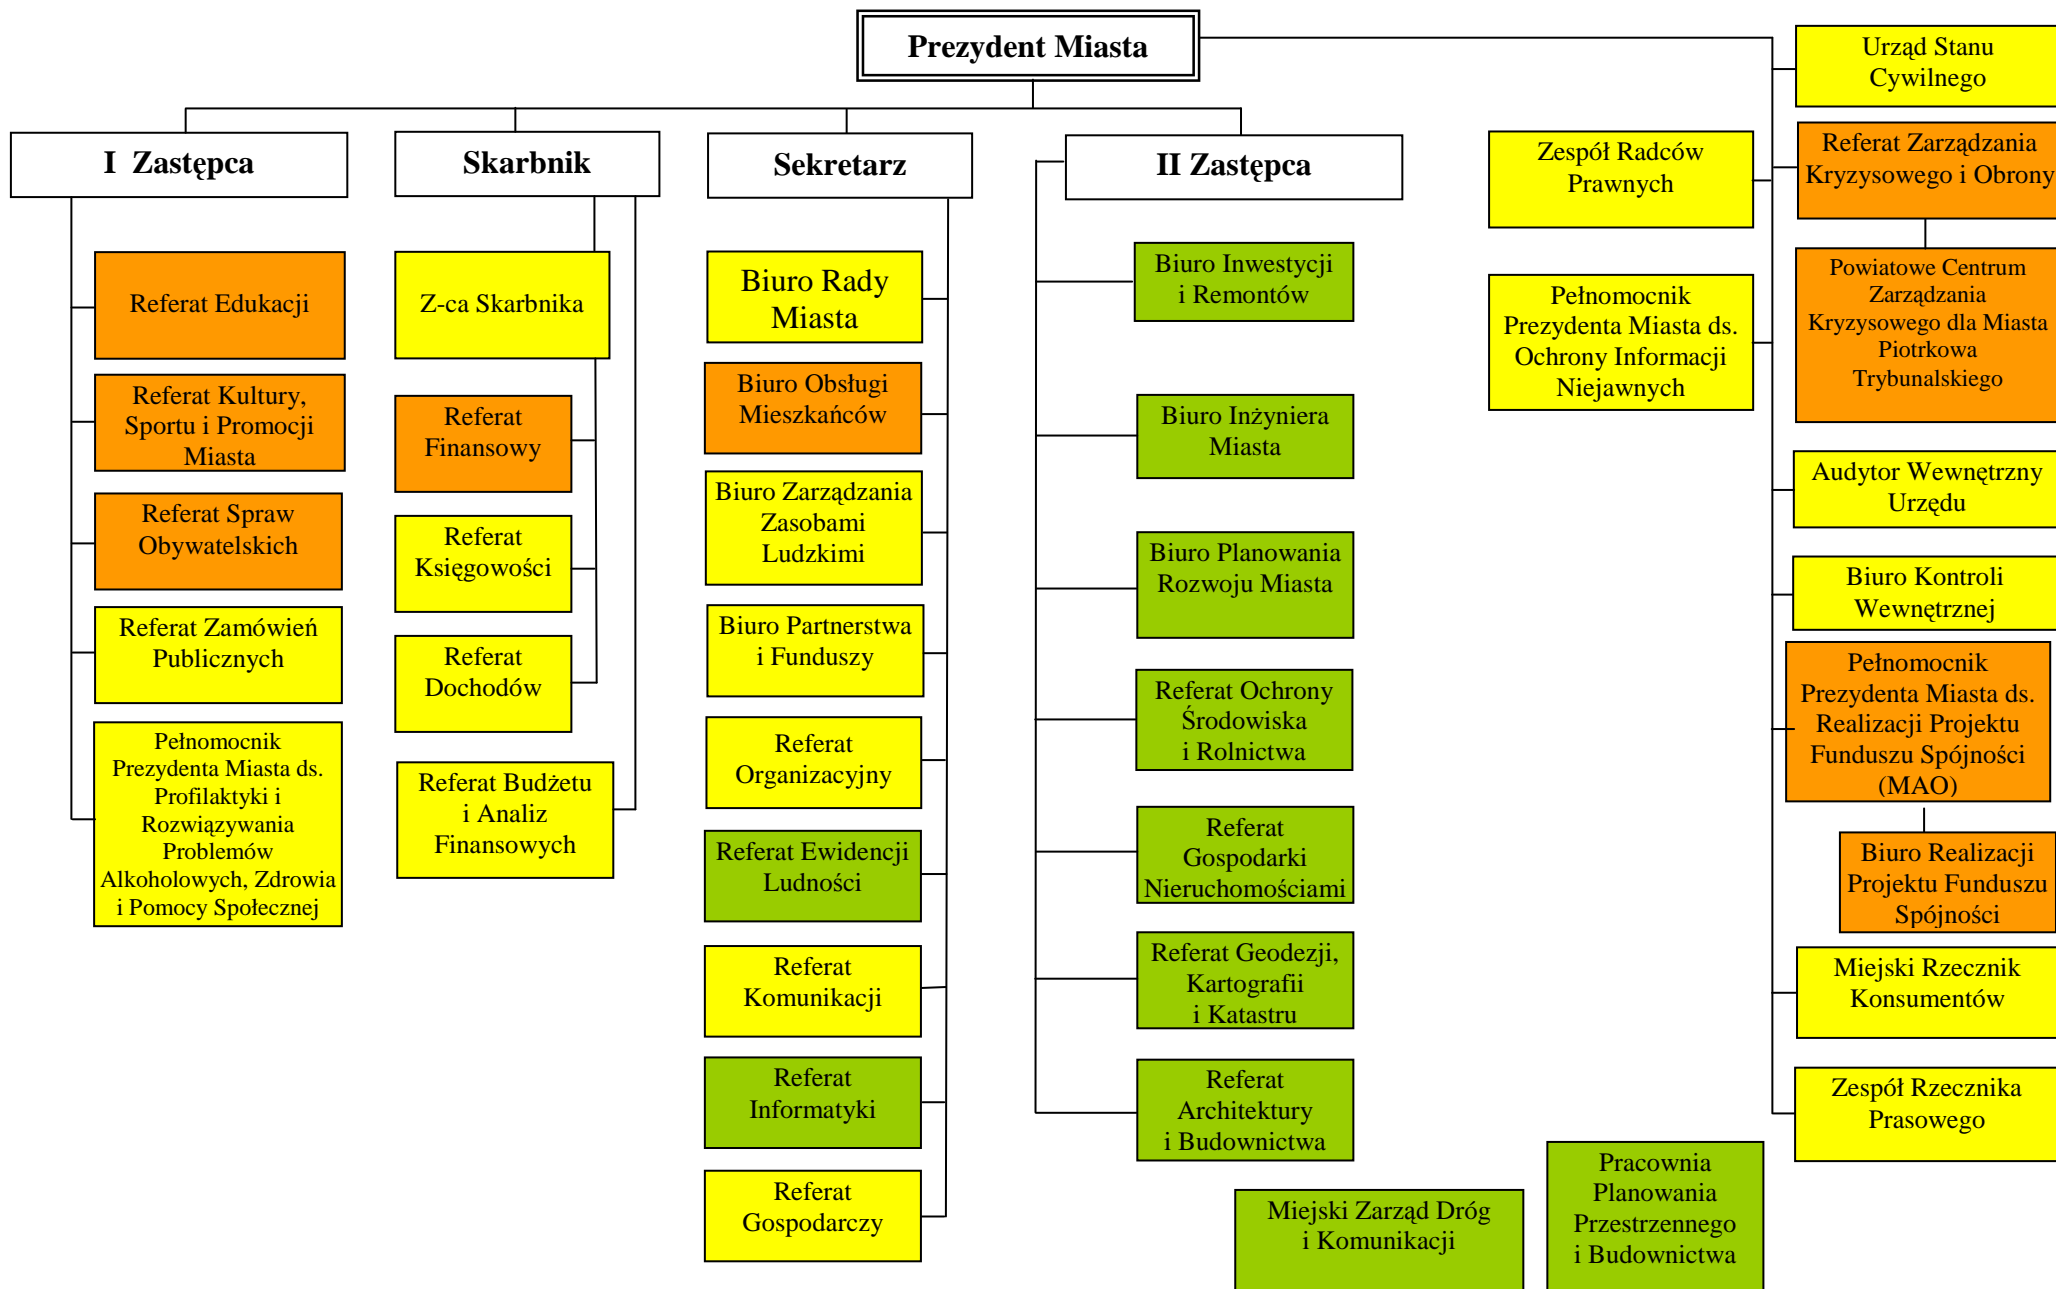 Prezydent Miasta
I Zastępca
Referat Edukacji
Referat Kultury,
Sportu i Promocji
Miasta
Referat Spraw
Obywatelskich
Referat Zamówień
Publicznych
Pełnomocnik
Prezydenta Miasta ds.
Profilaktyki i
Rozwiązywania
Problemów
Alkoholowych, Zdrowia
i Pomocy Społecznej
Skarbnik
Z-ca Skarbnika
Referat
Finansowy
Referat
Księgowości
Referat
Dochodów
Referat Budżetu
i Analiz
Finansowych
Sekretarz
Biuro Rady
Miasta
Biuro Obsługi
Mieszkańców
Biuro Zarządzania
Zasobami
Ludzkimi
Biuro Partnerstwa
i Funduszy
Referat
Organizacyjny
Referat Ewidencji
Ludności
Referat
Komunikacji
Referat
Informatyki
Referat
Gospodarczy
II Zastępca
Biuro Inwestycji
i Remontów
Biuro Inżyniera
Miasta
Biuro Planowania
Rozwoju Miasta
Referat Ochrony
Środowiska
i Rolnictwa
Referat
Gospodarki
Nieruchomościami
Referat Geodezji,
Kartografii
i Katastru
Referat
Architektury
i Budownictwa
Miejski Zarząd Dróg
i Komunikacji
Pracownia
Planowania
Przestrzennego
i Budownictwa
Zespół Radców
Prawnych
Pełnomocnik
Prezydenta Miasta ds.
Ochrony Informacji
Niejawnych
Urząd Stanu
Cywilnego
Referat Zarządzania
Kryzysowego i Obrony
Powiatowe Centrum
Zarządzania
Kryzysowego dla Miasta
Piotrkowa
Trybunalskiego
Audytor Wewnętrzny
Urzędu
Biuro Kontroli
Wewnętrznej
Pełnomocnik
Prezydenta Miasta ds.
Realizacji Projektu
Funduszu Spójności
(MAO)
Biuro Realizacji
Projektu Funduszu
Spójności
Miejski Rzecznik
Konsumentów
Zespół Rzecznika
Prasowego